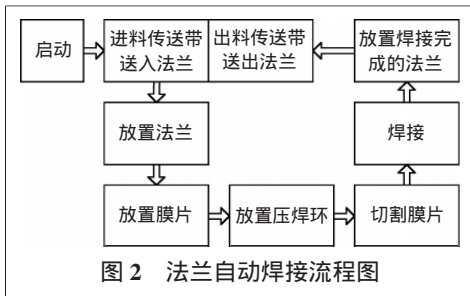 启动
进料传送带
送入法兰
出料传送带
送出法兰
放置焊接完
成的法兰
放置法兰
焊接
放置膜片
放置压焊环
切割膜片
图 2 法兰自动焊接流程图